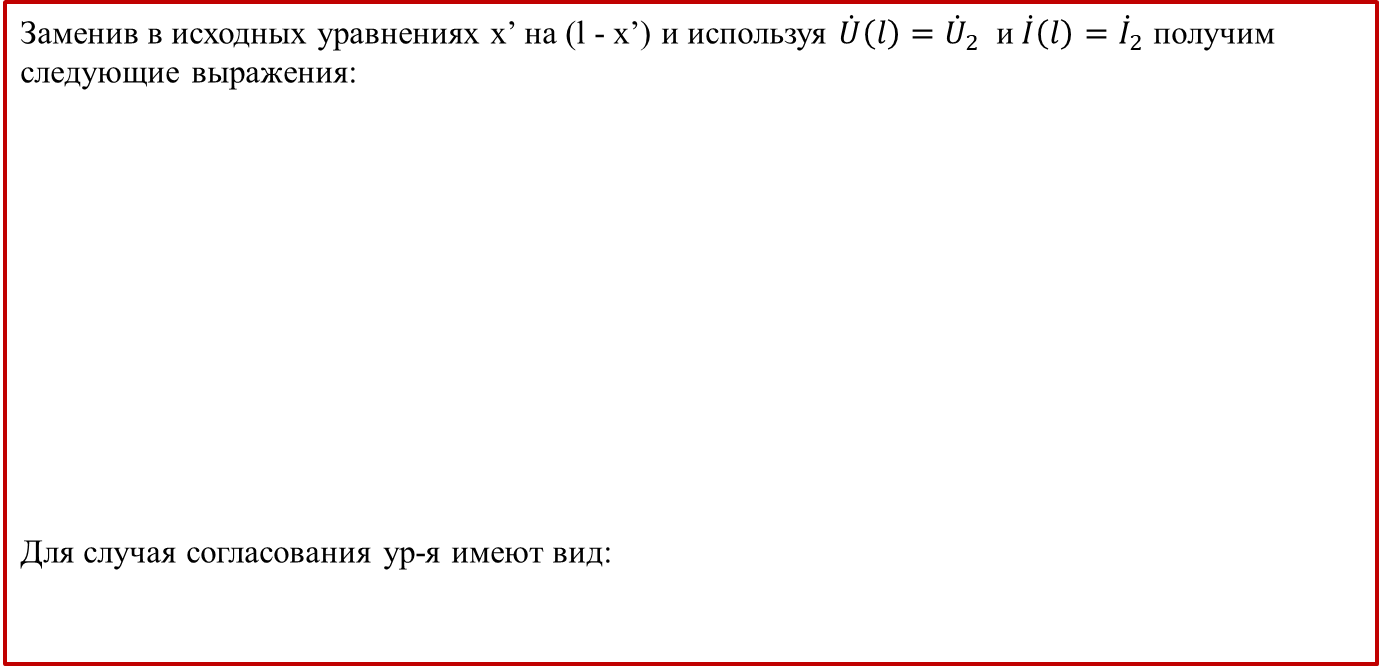 Заменив в исходных уравнениях x’ на (l - x’) и используя U̇(l) = U̇₂ и İ(l) = İ₂ получим
следующие выражения:
Для случая согласования ур-я имеют вид: